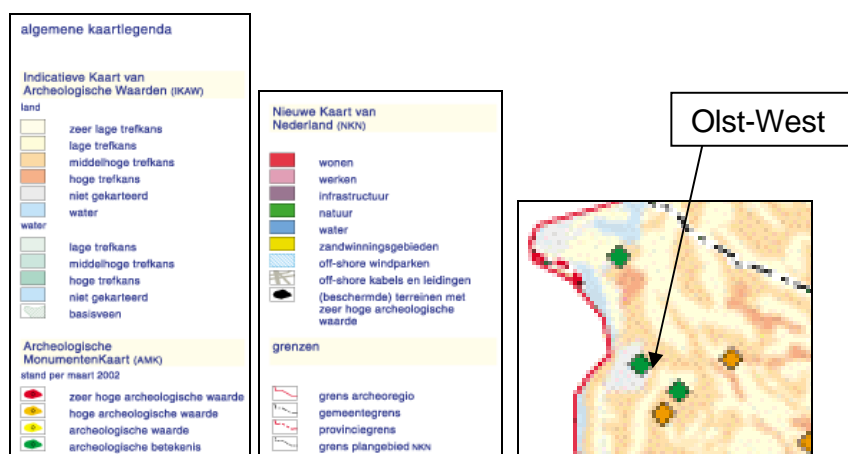 algemene kaartlegenda
Indicatieve Kaart van
Archeologische Waarden (IKAW)
land
zeer lage trefkans
lage trefkans
middelhoge trefkans
hoge trefkans
niet gekarteerd
water
water
lage trefkans
middelhoge trefkans
hoge trefkans
niet gekarteerd
basisveen
Archeologische
MonumentenKaart (AMK)
stand per maart 2002
zeer hoge archeologische waarde
hoge archeologische waarde
archeologische waarde
archeologische betekenis
Nieuwe Kaart van
Nederland (NKN)
wonen
werken
infrastructuur
natuur
water
zandwinningsgebieden
off-shore windparken
off-shore kabels en leidingen
(beschermde) terreinen met
zeer hoge archeologische
waarde
grenzen
grens archeoregio
gemeentegrens
provinciegrens
grens plangebied NKN
Olst-West